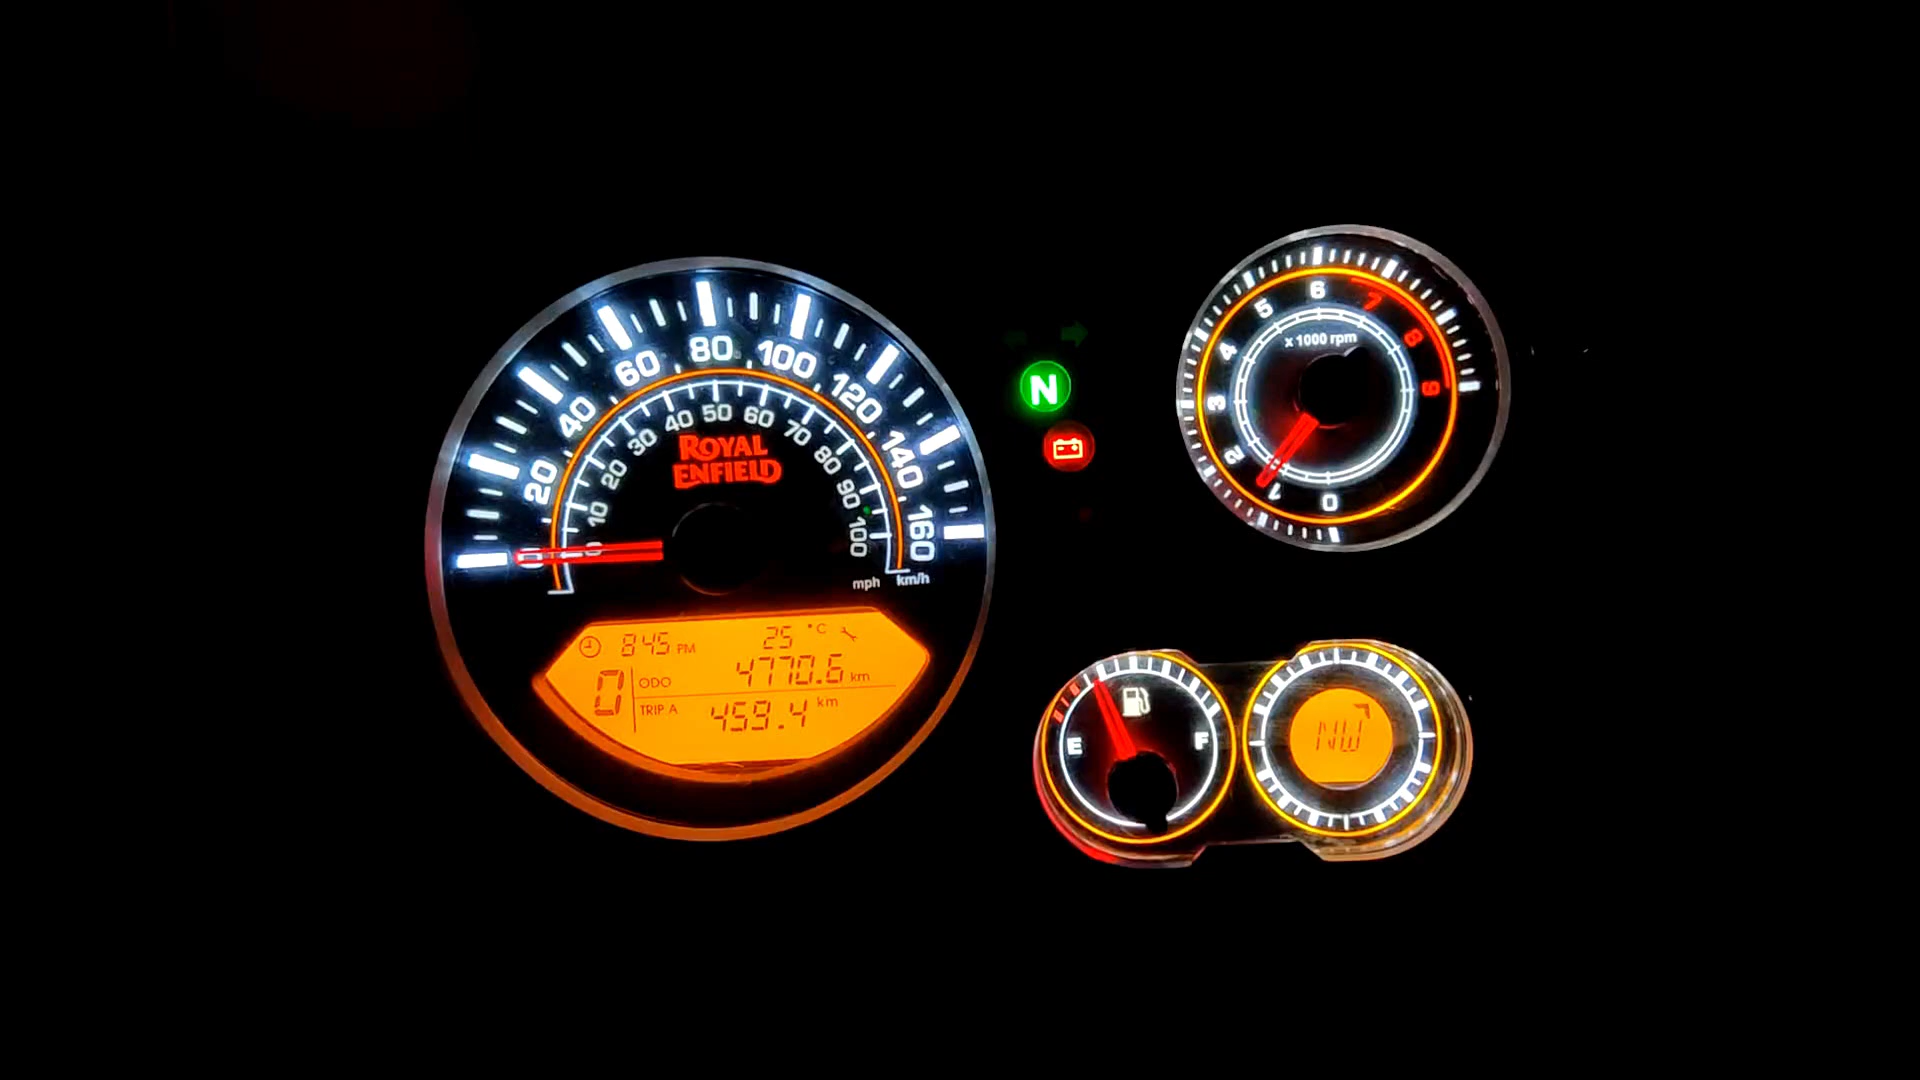 0 20 40 60 80 100 120 140 160
0 10 20 30 40 50 60 70 80 90 100
ROYAL
ENFIELD
mph km/h
8:45 PM 25 °C
0
ODO 4770.6 km
TRIP A 459.4 km
N
0 1 2 3 4 5 6 7 8 9
x 1000 rpm
E F
NW